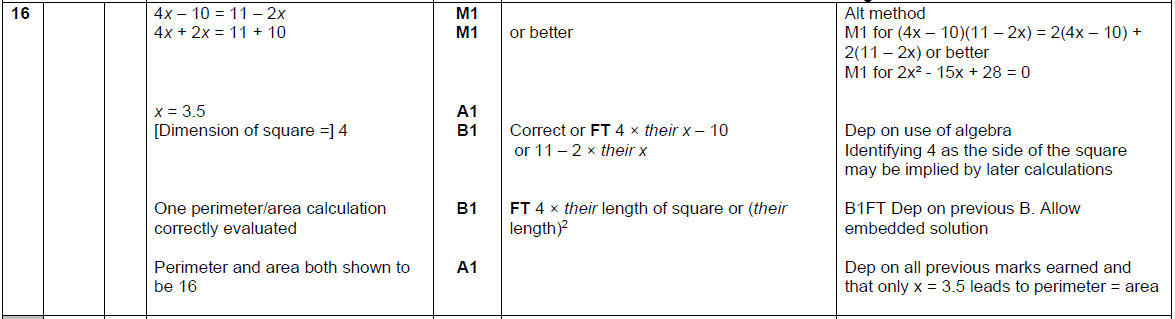 16
4x – 10 = 11 – 2x
4x + 2x = 11 + 10
M1
M1
or better
Alt method
M1 for (4x – 10)(11 – 2x) = 2(4x – 10) +
2(11 – 2x) or better
M1 for 2x² - 15x + 28 = 0
x = 3.5
[Dimension of square =] 4
A1
B1
Correct or FT 4 × their x – 10
or 11 – 2 × their x
Dep on use of algebra
Identifying 4 as the side of the square
may be implied by later calculations
One perimeter/area calculation
correctly evaluated
B1
FT 4 × their length of square or (their
length)²
B1FT Dep on previous B. Allow
embedded solution
Perimeter and area both shown to
be 16
A1
Dep on all previous marks earned and
that only x = 3.5 leads to perimeter = area